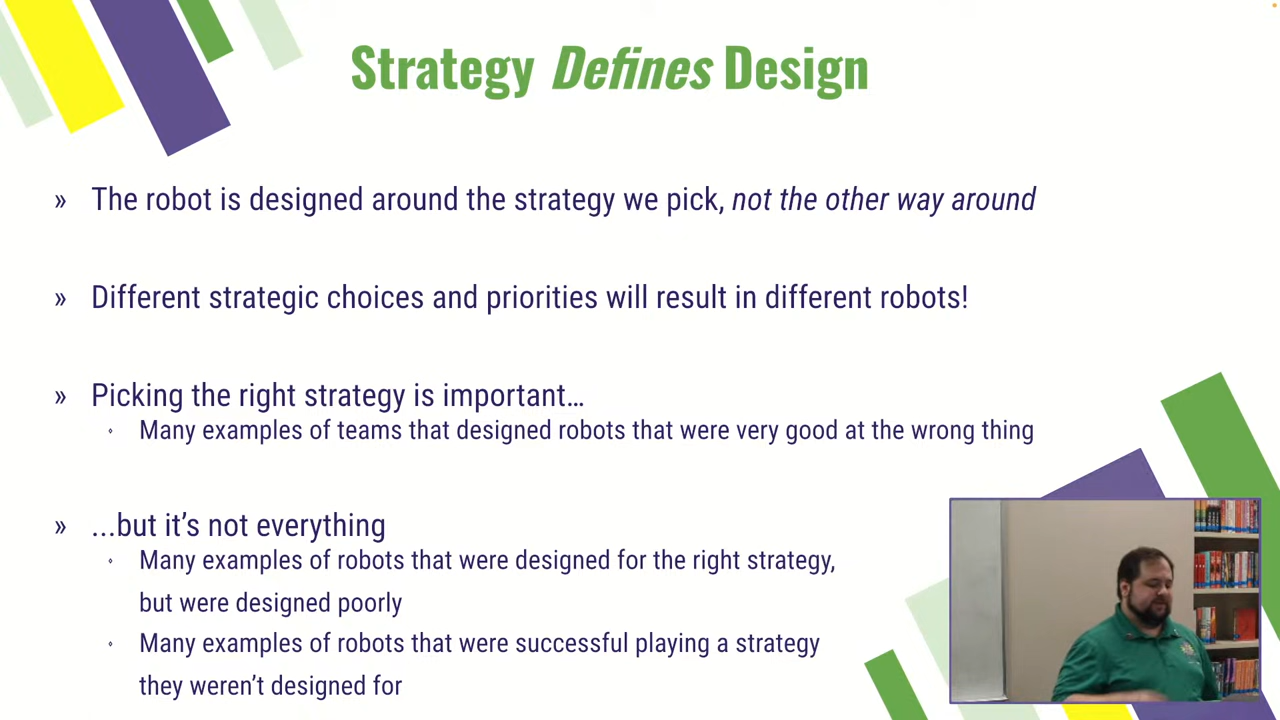 Strategy Defines Design
» The robot is designed around the strategy we pick, not the other way around
» Different strategic choices and priorities will result in different robots!
» Picking the right strategy is important…
◦ Many examples of teams that designed robots that were very good at the wrong thing
» ...but it’s not everything
◦ Many examples of robots that were designed for the right strategy,
but were designed poorly
◦ Many examples of robots that were successful playing a strategy
they weren’t designed for